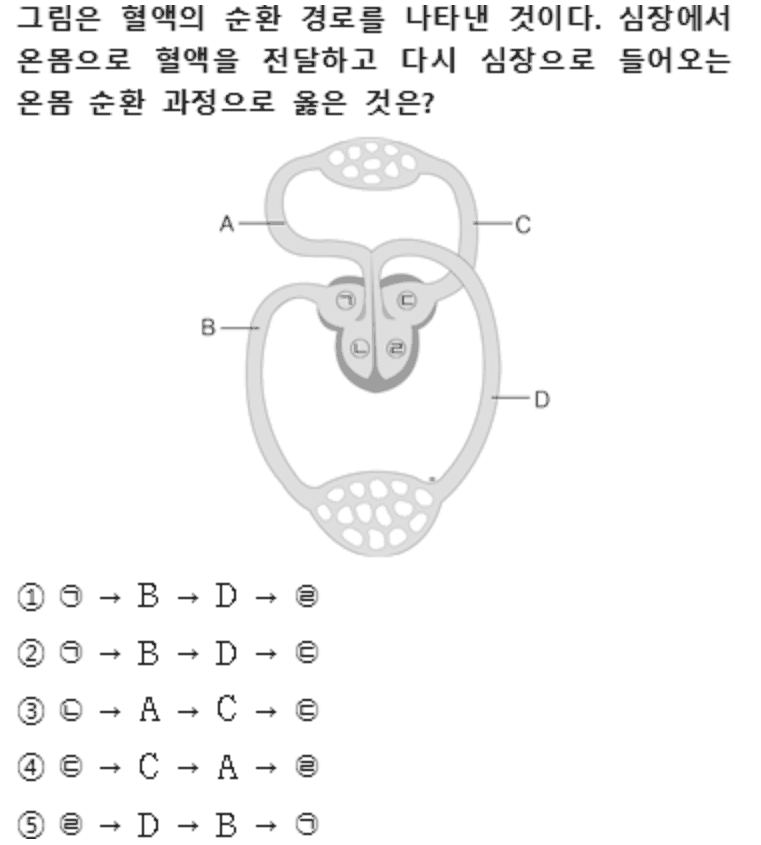 그림은 혈액의 순환 경로를 나타낸 것이다. 심장에서
온몸으로 혈액을 전달하고 다시 심장으로 들어오는
온몸 순환 과정으로 옳은 것은?
A
C
㉠
㉢
B
㉡
㉣
D
① ㉠ → B → D → ㉣
② ㉠ → B → D → ㉢
③ ㉡ → A → C → ㉢
④ ㉢ → C → A → ㉣
⑤ ㉣ → D → B → ㉠